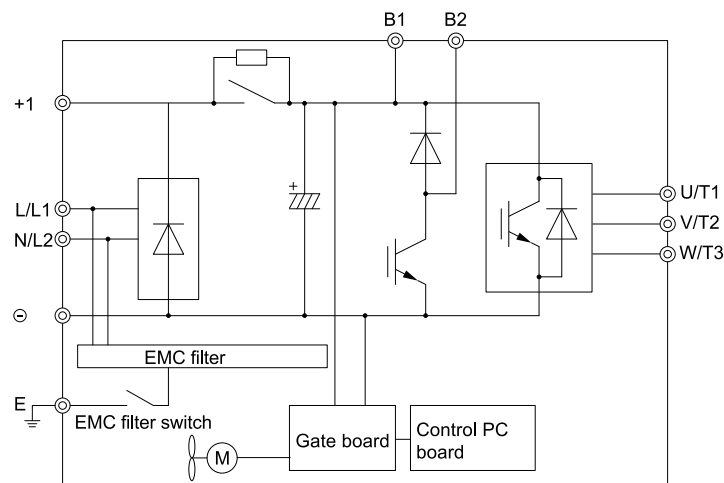 B1
B2
+1
+
L/L1
N/L2
U/T1
V/T2
W/T3
⊖
EMC filter
E
EMC filter switch
M
Gate board
Control PC
board